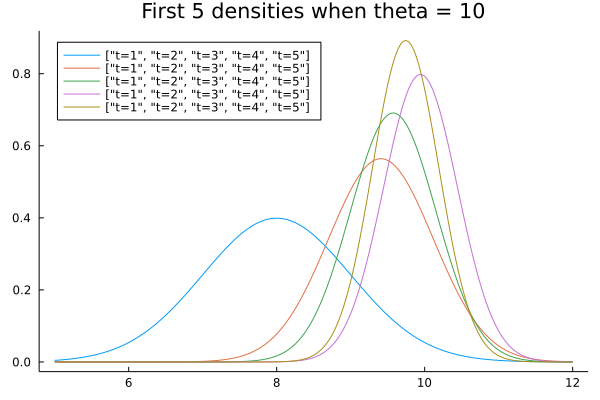 First 5 densities when theta = 10
["t=1", "t=2", "t=3", "t=4", "t=5"]
["t=1", "t=2", "t=3", "t=4", "t=5"]
["t=1", "t=2", "t=3", "t=4", "t=5"]
["t=1", "t=2", "t=3", "t=4", "t=5"]
["t=1", "t=2", "t=3", "t=4", "t=5"]
0.8
0.6
0.4
0.2
0.0
6 8 10 12